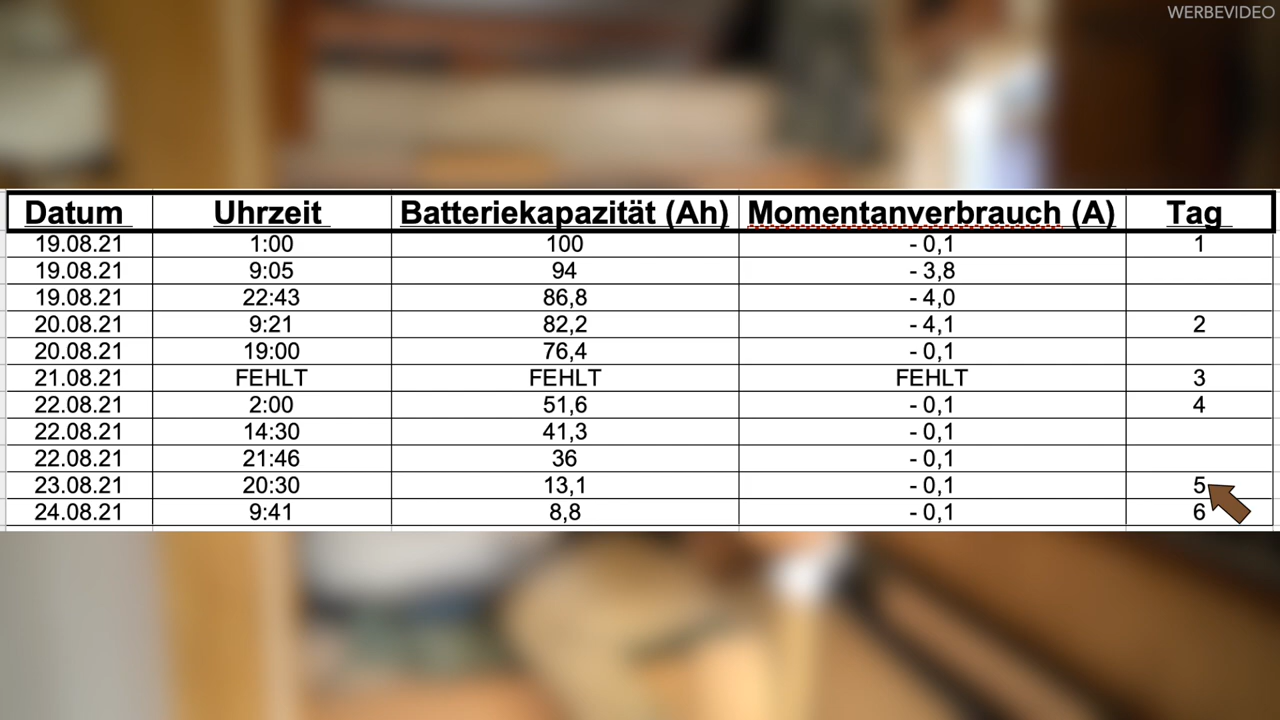 WERBEVIDEO
Datum Uhrzeit Batteriekapazität (Ah) Momentanverbrauch (A) Tag
19.08.21 1:00 100 - 0,1 1
19.08.21 9:05 94 - 3,8
19.08.21 22:43 86,8 - 4,0
20.08.21 9:21 82,2 - 4,1 2
20.08.21 19:00 76,4 - 0,1
21.08.21 FEHLT FEHLT FEHLT 3
22.08.21 2:00 51,6 - 0,1 4
22.08.21 14:30 41,3 - 0,1
22.08.21 21:46 36 - 0,1
23.08.21 20:30 13,1 - 0,1 5
24.08.21 9:41 8,8 - 0,1 6